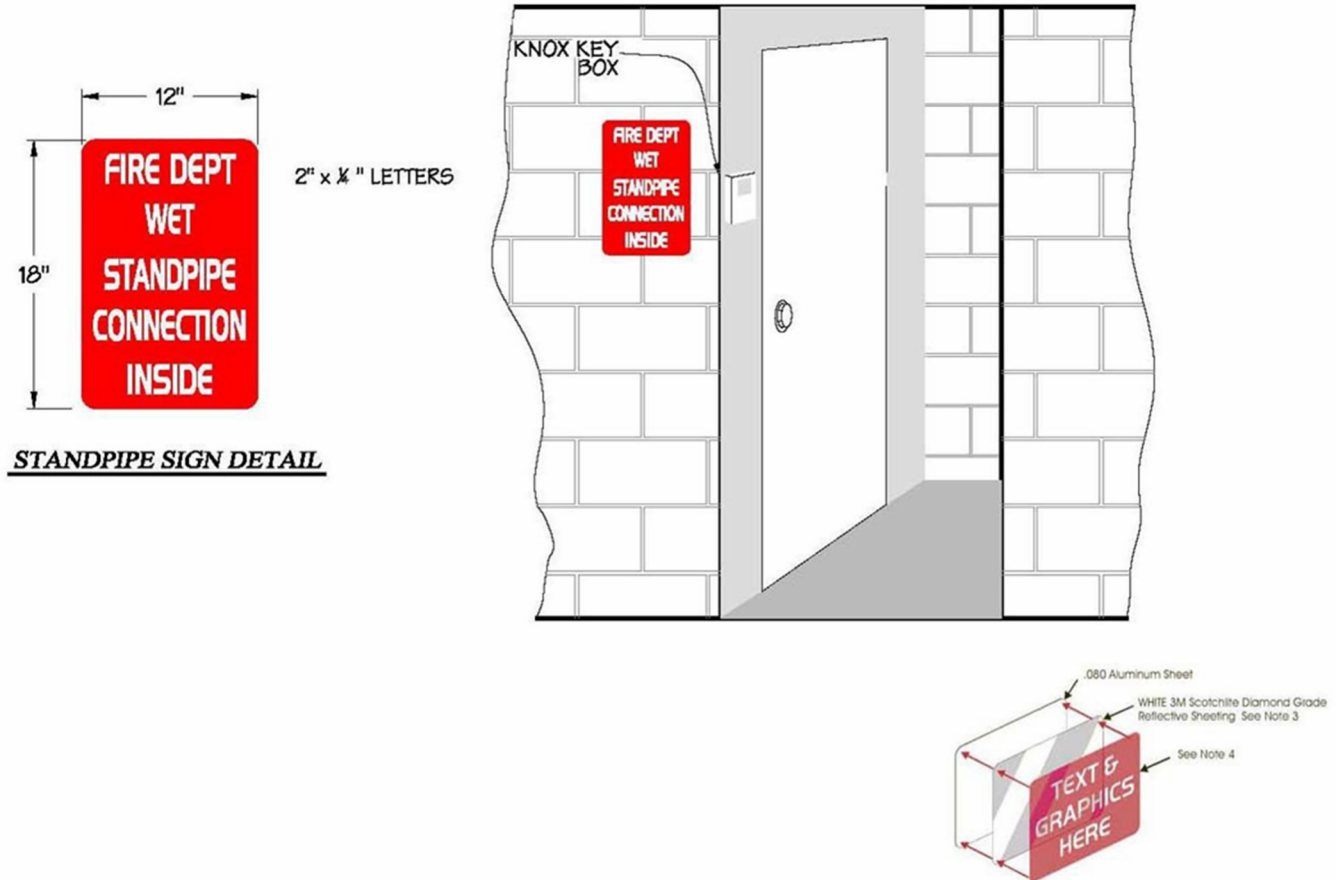 12"
18"
FIRE DEPT
WET
STANDPIPE
CONNECTION
INSIDE
2" x ¼" LETTERS
STANDPIPE SIGN DETAIL
KNOX KEY
BOX
FIRE DEPT
WET
STANDPIPE
CONNECTION
INSIDE
.080 Aluminum Sheet
WHITE 3M Scotchlite Diamond Grade
Reflective Sheeting See Note 3
See Note 4
TEXT &
GRAPHICS
HERE